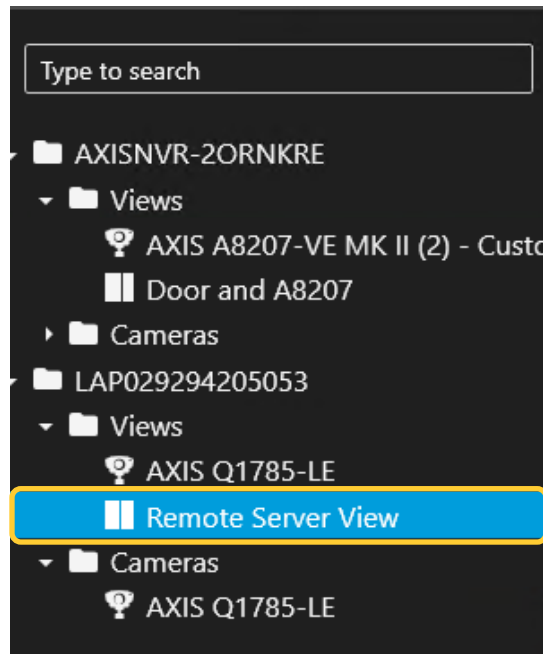 Type to search
AXISNVR-2ORNKRE
Views
AXIS A8207-VE MK II (2) - Custo
Door and A8207
Cameras
LAP029294205053
Views
AXIS Q1785-LE
Remote Server View
Cameras
AXIS Q1785-LE